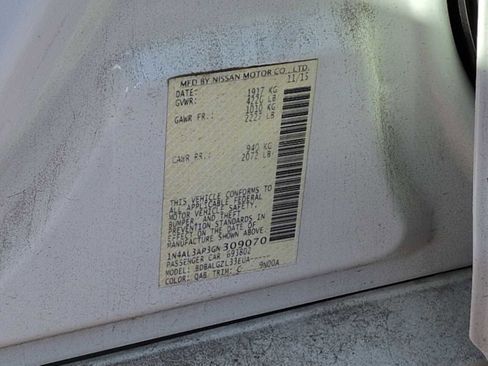 MFD BY NISSAN MOTOR CO., LTD.
DATE: 11/15
GVWR: 1917 KG
4226 LB
GAWR FR.: 1010 KG
2227 LB
GAWR RR.: 940 KG
2072 LB
THIS VEHICLE CONFORMS TO
ALL APPLICABLE FEDERAL
MOTOR VEHICLE SAFETY,
BUMPER, AND THEFT
PREVENTION STANDARDS
IN EFFECT ON THE DATE OF
MANUFACTURE SHOWN ABOVE.
1N4AL3AP3GN309070
PASSENGER CAR 693802
MODEL: BDBALGZL33EUA-----
COLOR: QAB TRIM: C 9N00A